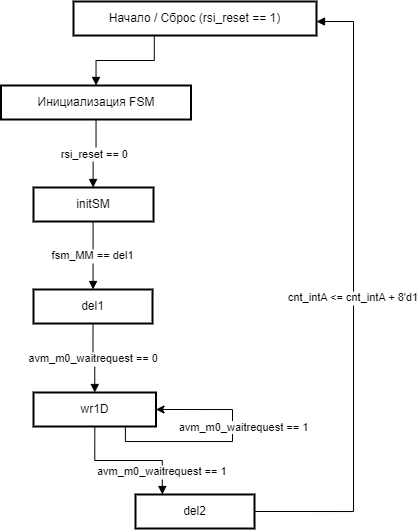 Начало / Сброс (rsi_reset == 1)
Инициализация FSM
rsi_reset == 0
initSM
fsm_MM == del1
cnt_intA <= cnt_intA + 8'd1
del1
avm_m0_waitrequest == 0
wr1D
avm_m0_waitrequest == 1
avm_m0_waitrequest == 1
del2